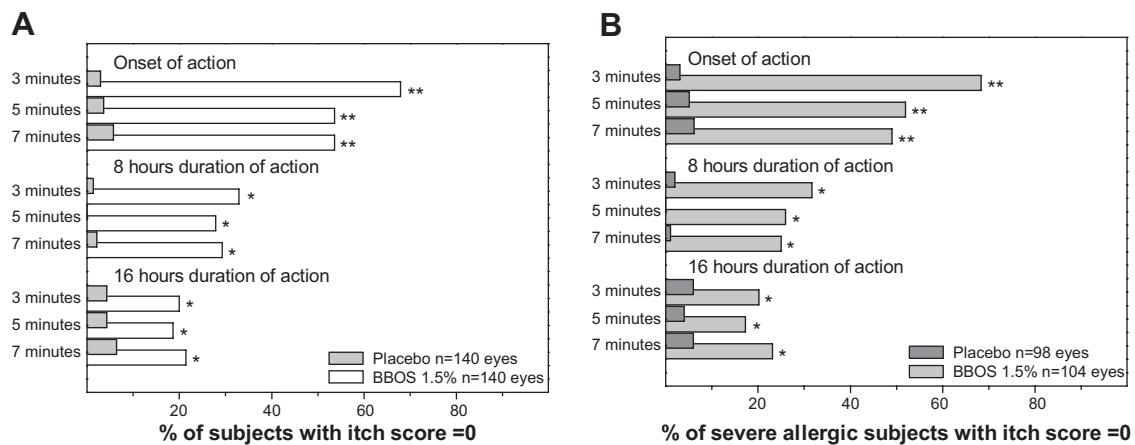 A
Onset of action
3 minutes
**
5 minutes
**
7 minutes
**
8 hours duration of action
3 minutes
*
5 minutes
*
7 minutes
*
16 hours duration of action
3 minutes
*
5 minutes
*
7 minutes
*
Placebo n=140 eyes
BBOS 1.5% n=140 eyes
20 40 60 80
% of subjects with itch score =0
B
Onset of action
3 minutes
**
5 minutes
**
7 minutes
**
8 hours duration of action
3 minutes
*
5 minutes
*
7 minutes
*
16 hours duration of action
3 minutes
*
5 minutes
*
7 minutes
*
Placebo n=98 eyes
BBOS 1.5% n=104 eyes
20 40 60 80
% of severe allergic subjects with itch score =0